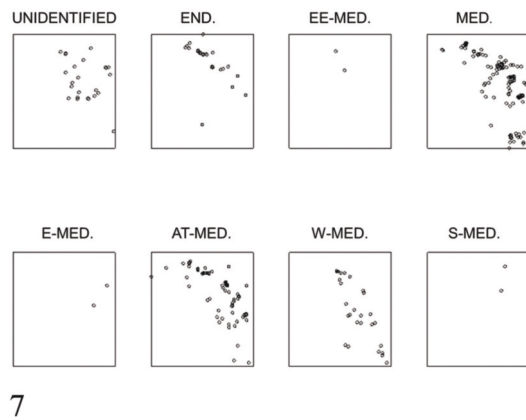 UNIDENTIFIED END. EE-MED. MED.
E-MED. AT-MED. W-MED. S-MED.
7